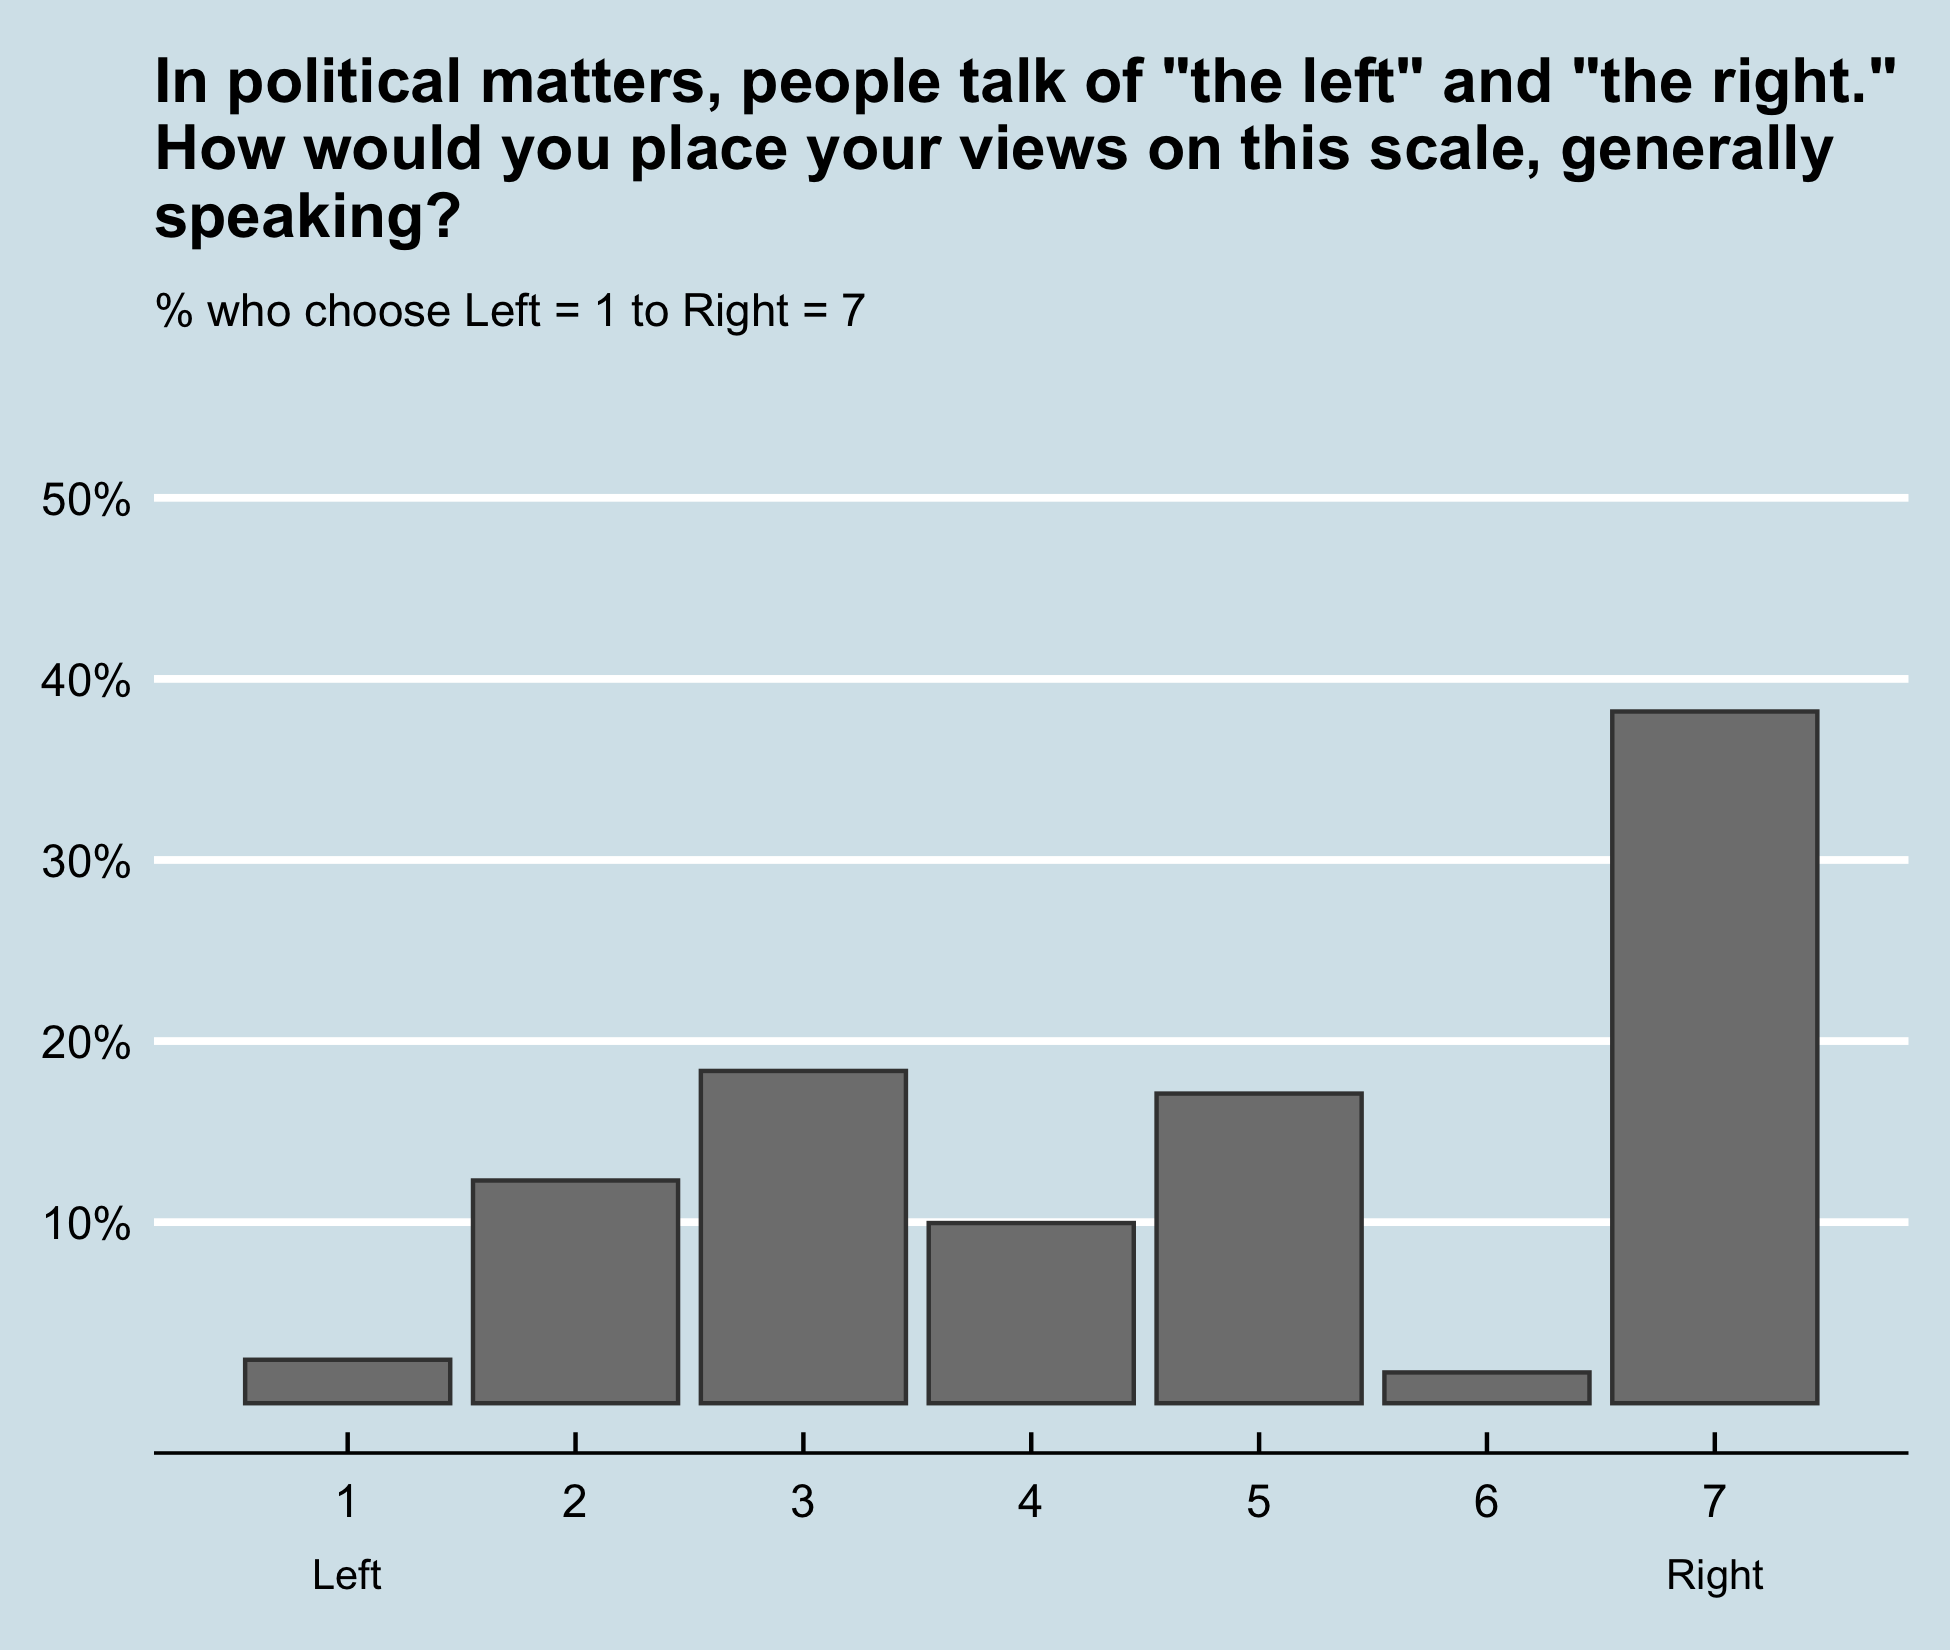 In political matters, people talk of "the left" and "the right."
How would you place your views on this scale, generally
speaking?
% who choose Left = 1 to Right = 7
50%
40%
30%
20%
10%
1 2 3 4 5 6 7
Left Right